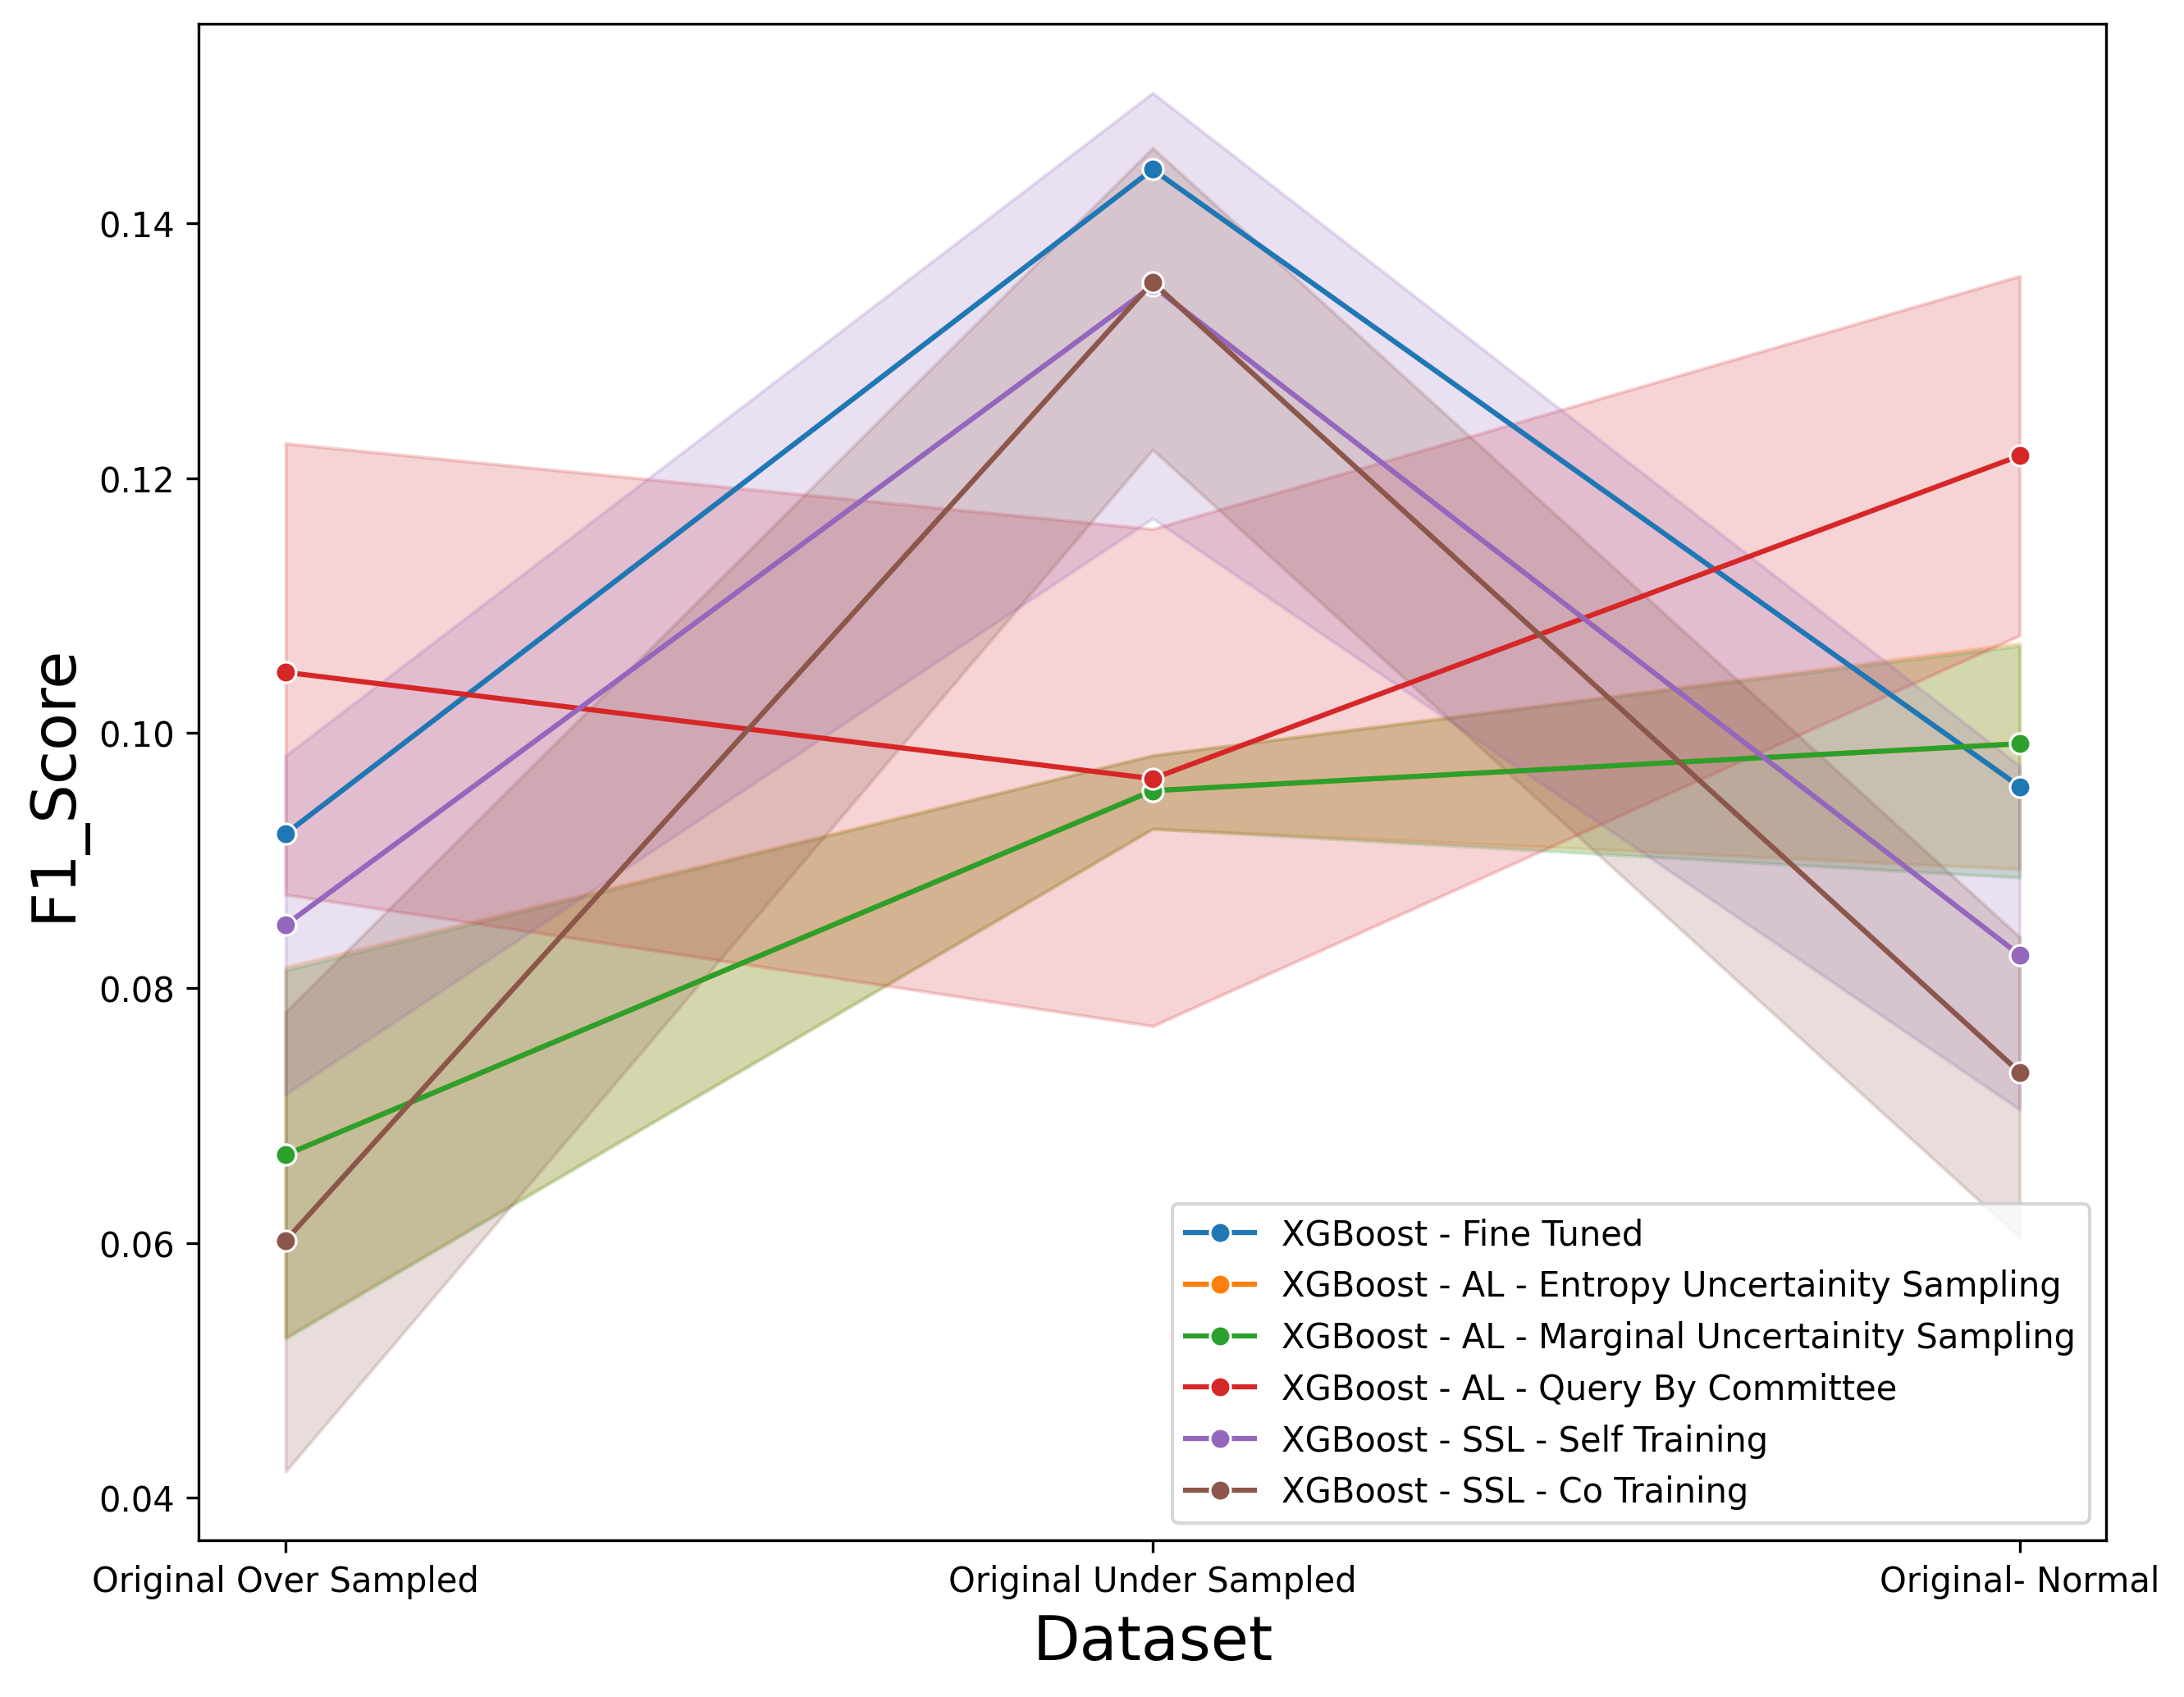 F1_Score
0.14
0.12
0.10
0.08
0.06
0.04
XGBoost - Fine Tuned
XGBoost - AL - Entropy Uncertainity Sampling
XGBoost - AL - Marginal Uncertainity Sampling
XGBoost - AL - Query By Committee
XGBoost - SSL - Self Training
XGBoost - SSL - Co Training
Original Over Sampled
Original Under Sampled
Original- Normal
Dataset